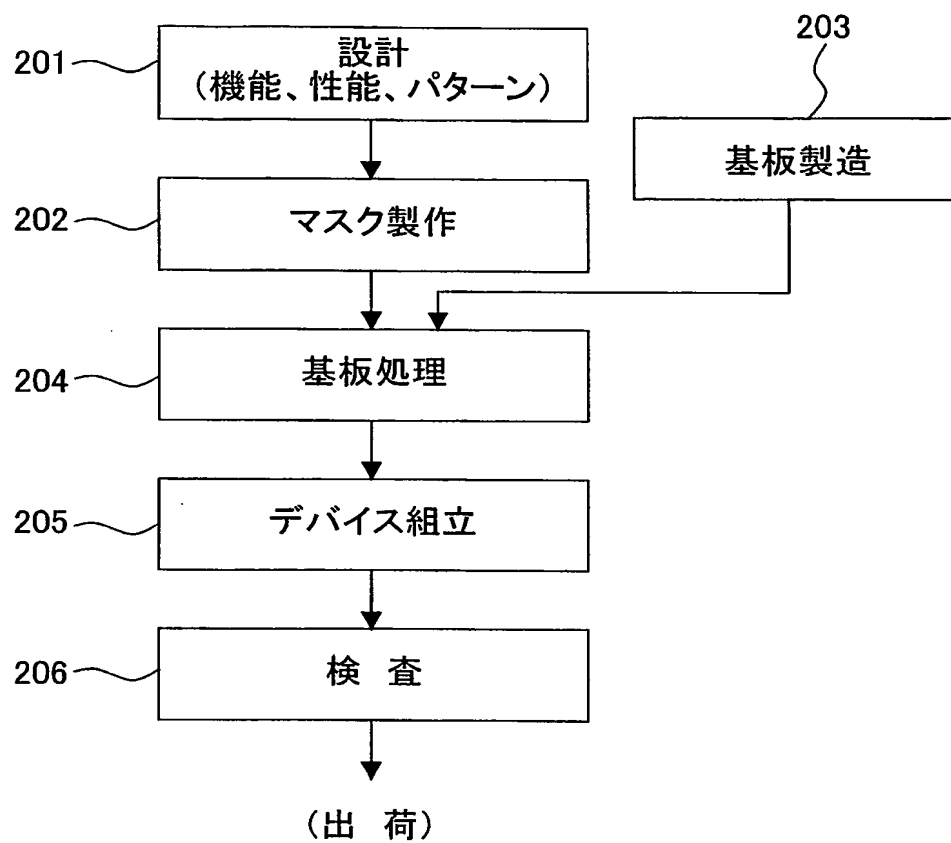 201
設計
（機能、性能、パターン）
203
基板製造
202
マスク製作
204
基板処理
205
デバイス組立
206
検 査
（出 荷）